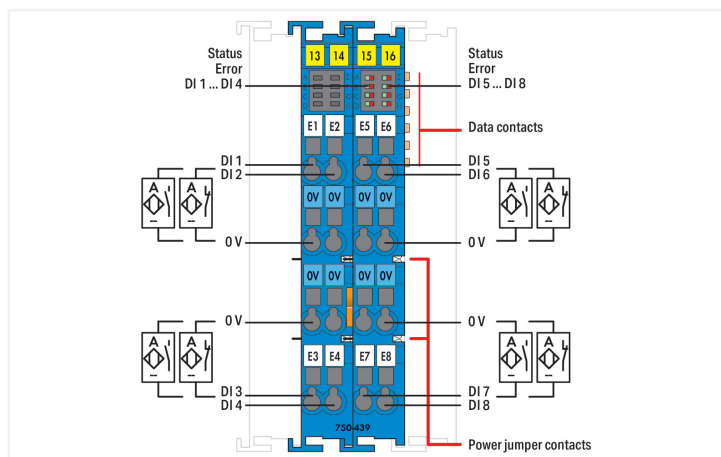 13 14 15 16
Status
Error
DI 1 ... DI 4
Status
Error
DI 5 ... DI 8
E1 E2 E5 E6
Data contacts
DI 1
DI 2
DI 5
DI 6
A A A A
0V 0V 0V 0V
0 V 0 V
0V 0V 0V 0V
0 V 0 V
A A A A
E3 E4 E7 E8
DI 3
DI 4
DI 7
DI 8
750-439
Power jumper contacts